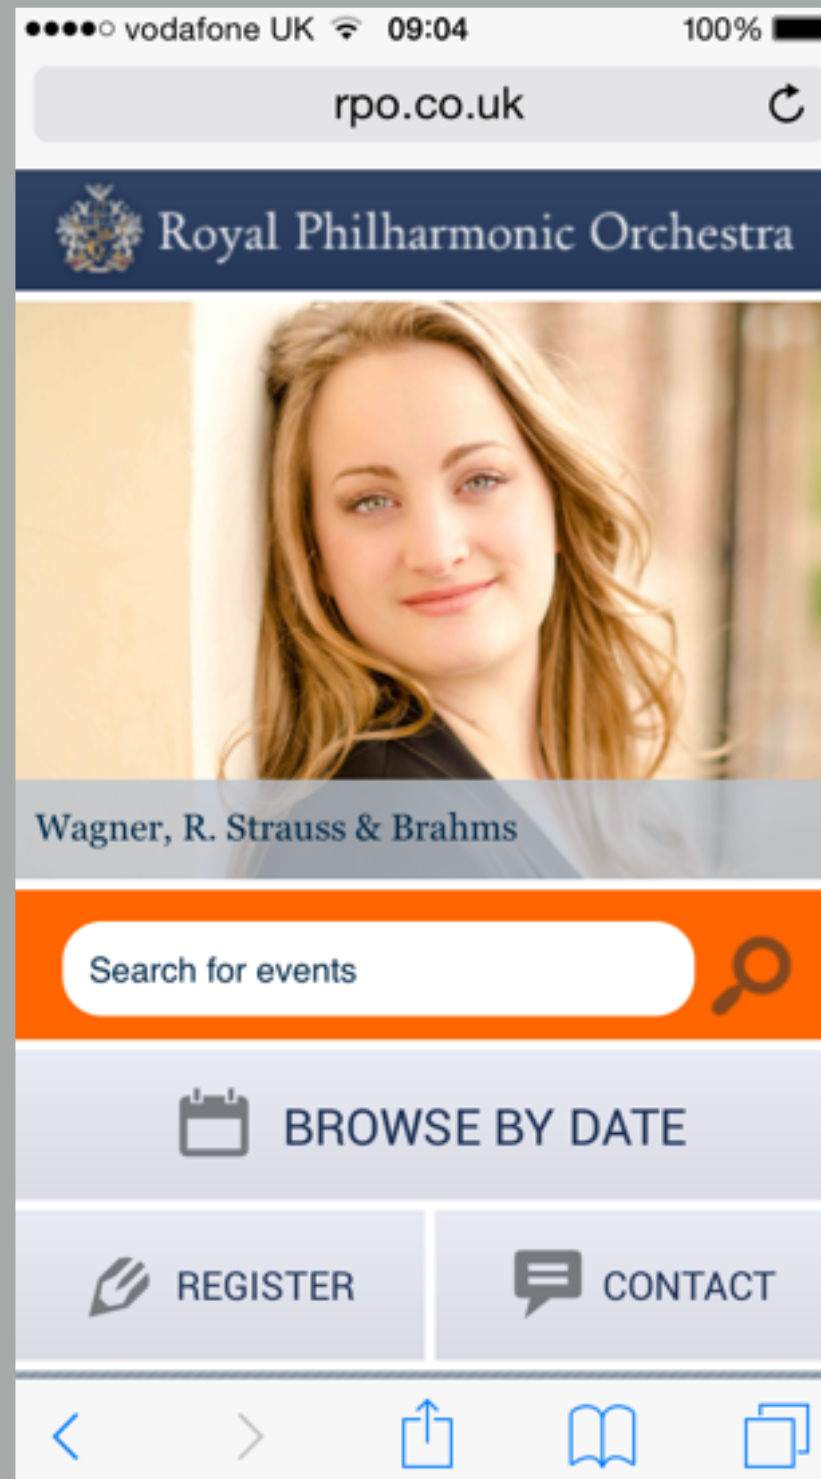 vodafone UK 09:04 100%
rpo.co.uk
Royal Philharmonic Orchestra
Wagner, R. Strauss & Brahms
Search for events
BROWSE BY DATE
REGISTER CONTACT